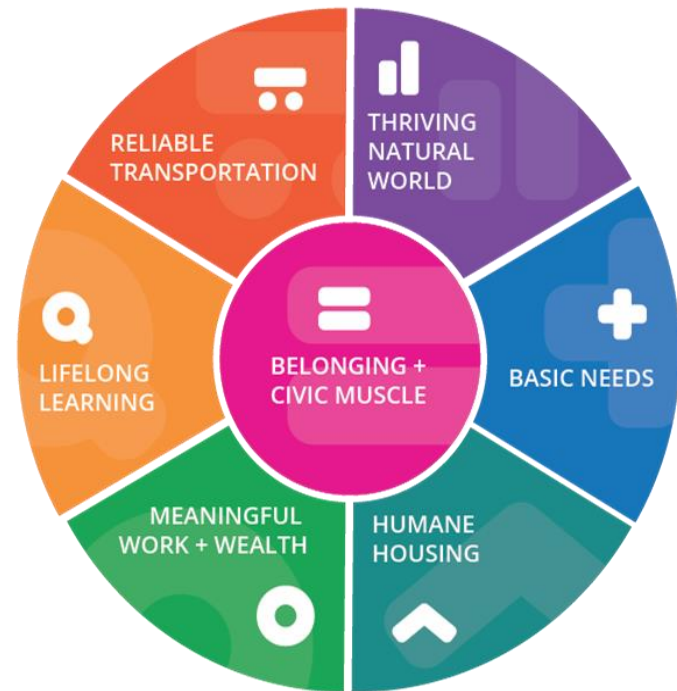 RELIABLE
TRANSPORTATION
THRIVING
NATURAL
WORLD
LIFELONG
LEARNING
BELONGING +
CIVIC MUSCLE
BASIC NEEDS
MEANINGFUL
WORK + WEALTH
HUMANE
HOUSING